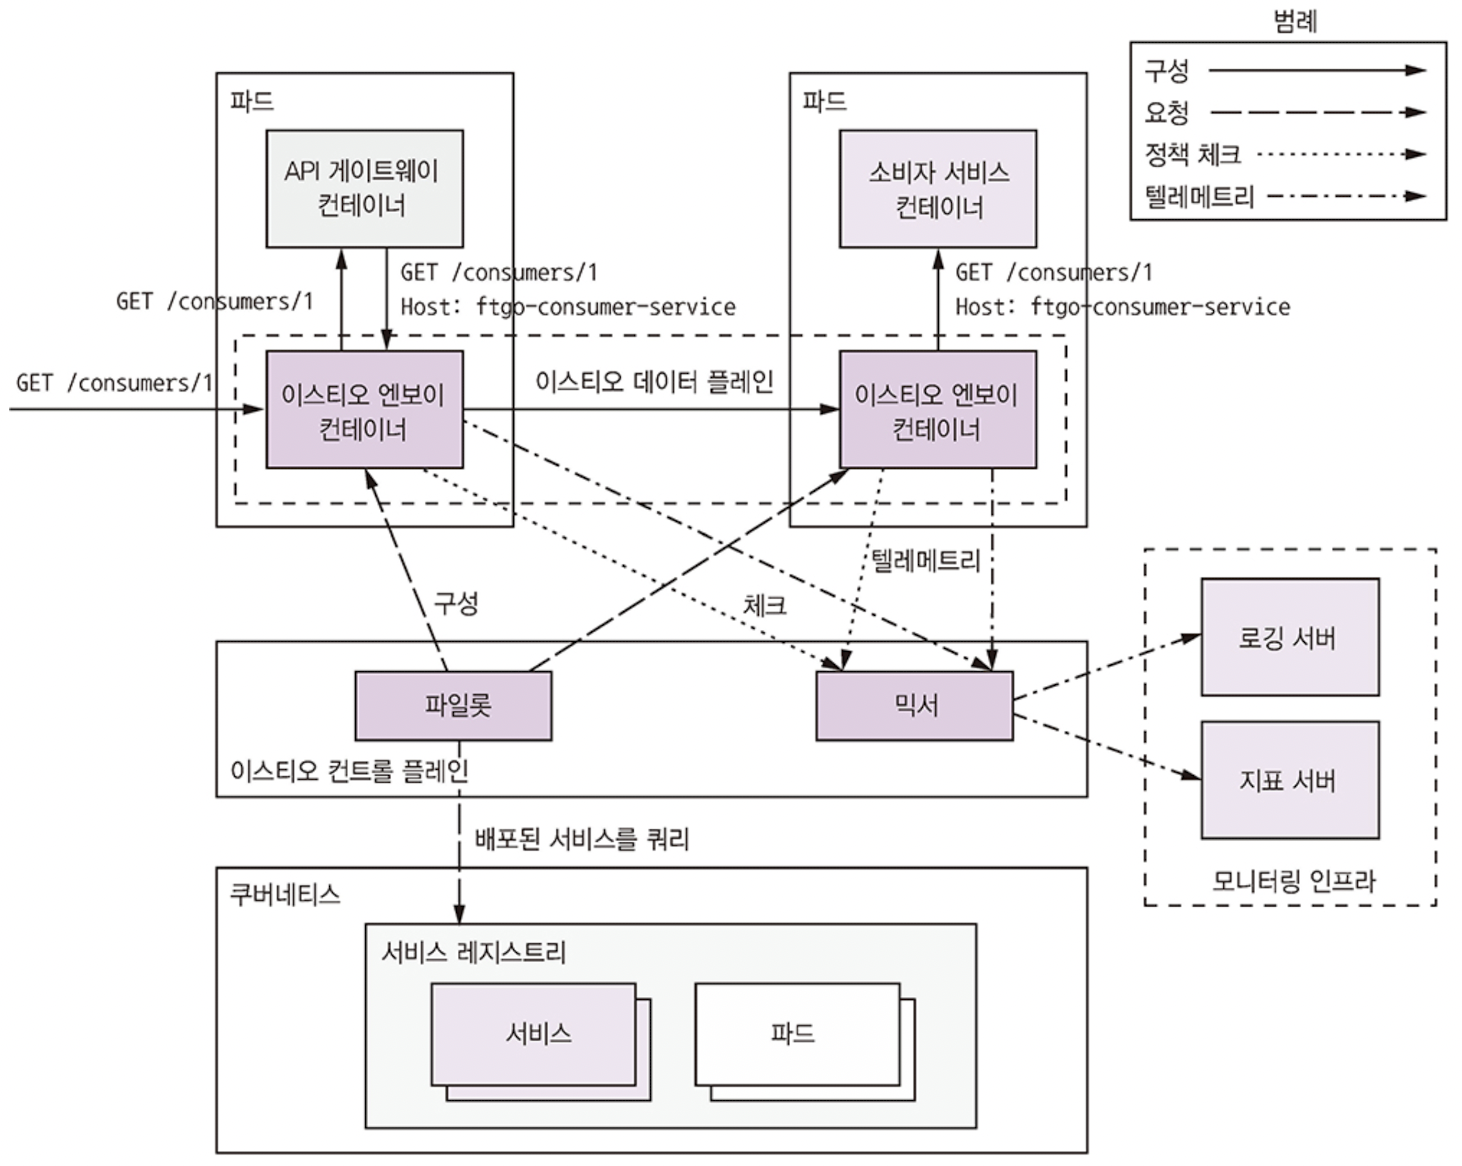 범례
구성
요청
정책 체크
텔레메트리
파드
API 게이트웨이
컨테이너
GET /consumers/1
GET /consumers/1
Host: ftgo-consumer-service
GET /consumers/1
이스티오 엔보이
컨테이너
이스티오 데이터 플레인
파드
소비자 서비스
컨테이너
GET /consumers/1
Host: ftgo-consumer-service
이스티오 엔보이
컨테이너
구성
체크
텔레메트리
파일롯
믹서
이스티오 컨트롤 플레인
로깅 서버
지표 서버
모니터링 인프라
배포된 서비스를 쿼리
쿠버네티스
서비스 레지스트리
서비스
파드